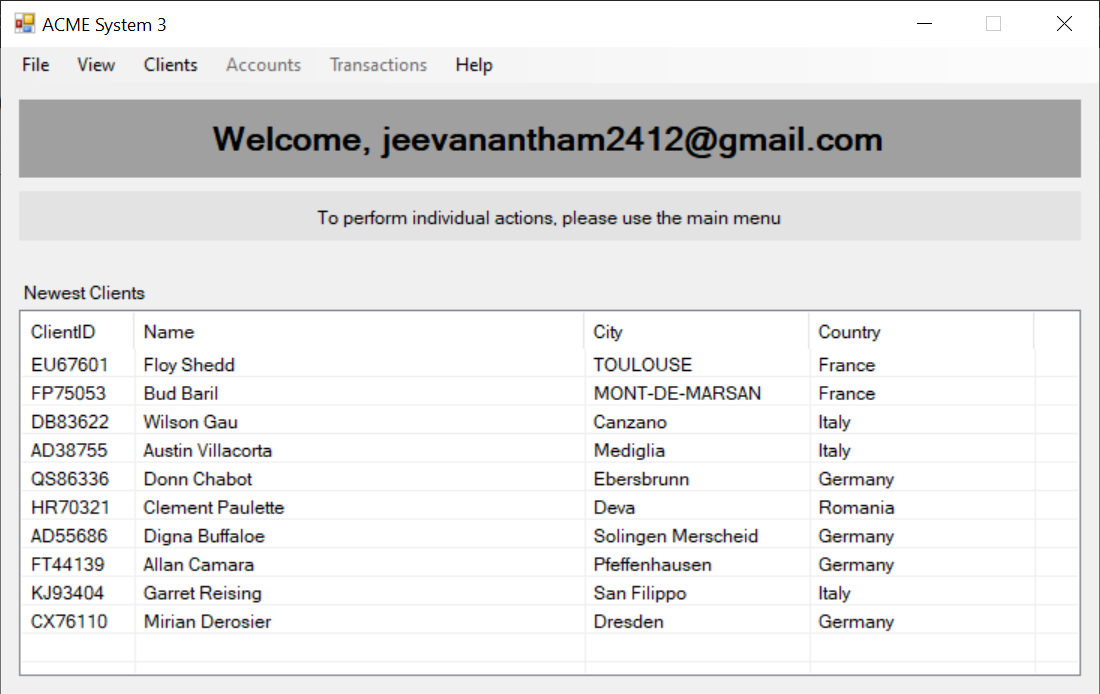 ACME System 3
File View Clients Accounts Transactions Help
Welcome, jeevanantham2412@gmail.com
To perform individual actions, please use the main menu
Newest Clients
ClientID Name City Country
EU67601 Floy Shedd TOULOUSE France
FP75053 Bud Baril MONT-DE-MARSAN France
DB83622 Wilson Gau Canzano Italy
AD38755 Austin Villacorta Mediglia Italy
QS86336 Donn Chabot Ebersbrunn Germany
HR70321 Clement Paulette Deva Romania
AD55686 Digna Buffaloe Solingen Merscheid Germany
FT44139 Allan Camara Pfeffenhausen Germany
KJ93404 Garret Reising San Filippo Italy
CX76110 Mirian Derosier Dresden Germany